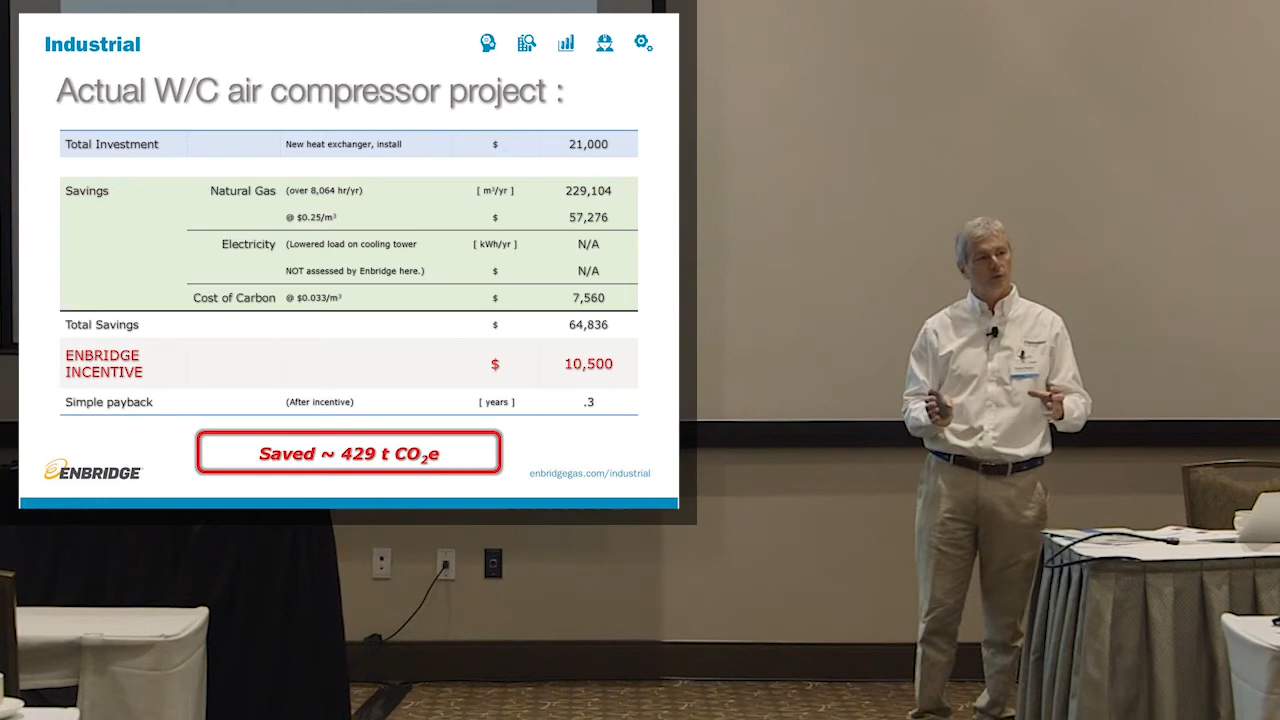 Industrial
Actual W/C air compressor project :
Total Investment New heat exchanger, install $ 21,000
Savings Natural Gas (over 8,064 hr/yr) [ m³/yr ] 229,104
@ $0.25/m³ $ 57,276
Electricity (Lowered load on cooling tower [ kWh/yr ] N/A
NOT assessed by Enbridge here.) $ N/A
Cost of Carbon @ $0.033/m³ $ 7,560
Total Savings $ 64,836
ENBRIDGE
INCENTIVE $ 10,500
Simple payback (After incentive) [ years ] .3
Saved ~ 429 t CO₂e
ENBRIDGE
enbridgegas.com/industrial